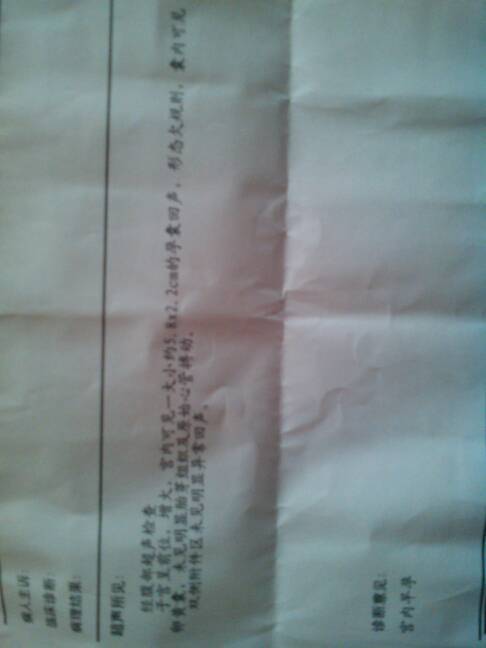 病人主诉:
临床诊断:
病理结果:
超声所见:
经腹部超声检查
子宫呈前位,增大,宫内可见一大小约5.8x2.2cm的孕囊回声,形态欠规则,囊内可见
卵黄囊,未见明显胎芽组织及原始心管搏动。
双侧附件区未见明显异常回声。
诊断意见:
宫内早孕